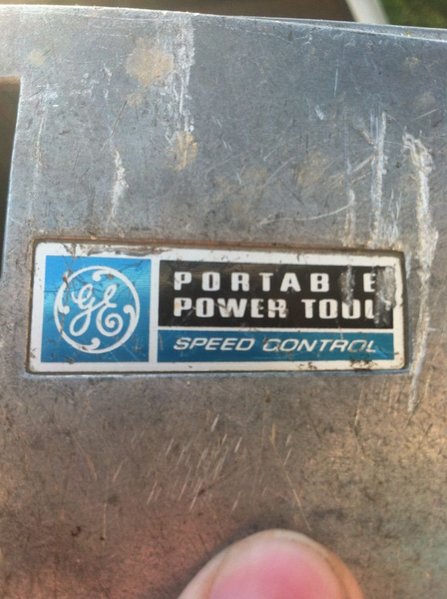 GE
PORTABLE
POWER TOOL
SPEED CONTROL